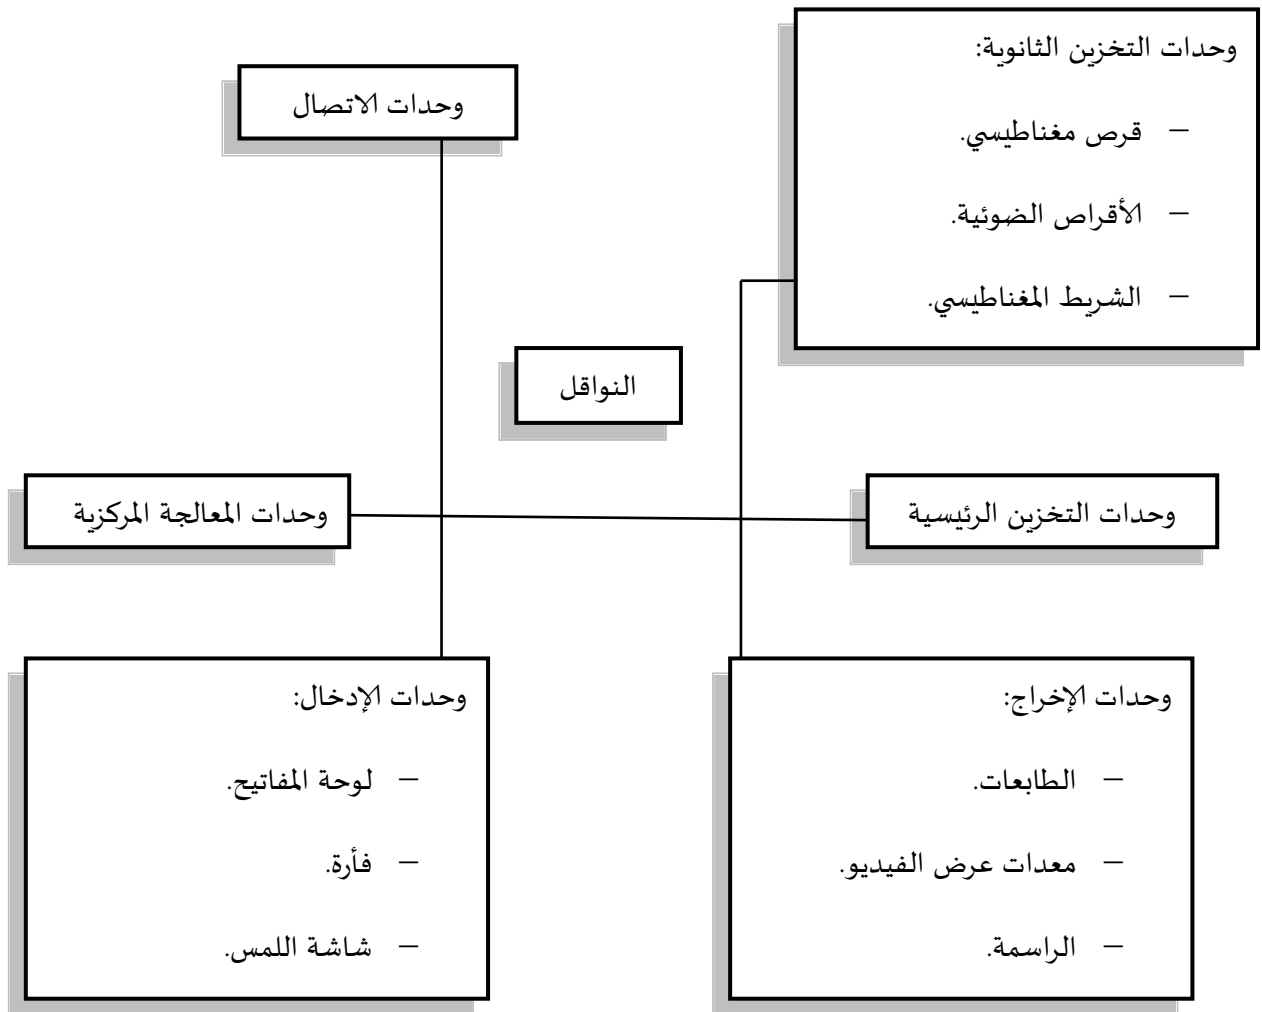 وحدات التخزين الثانوية:
– قرص مغناطيسي.
– الأقراص الضوئية.
– الشريط المغناطيسي.
وحدات الاتصال
النواقل
وحدات التخزين الرئيسية
وحدات المعالجة المركزية
وحدات الإخراج:
– الطابعات.
– معدات عرض الفيديو.
– الراسمة.
وحدات الإدخال:
– لوحة المفاتيح.
– فأرة.
– شاشة اللمس.